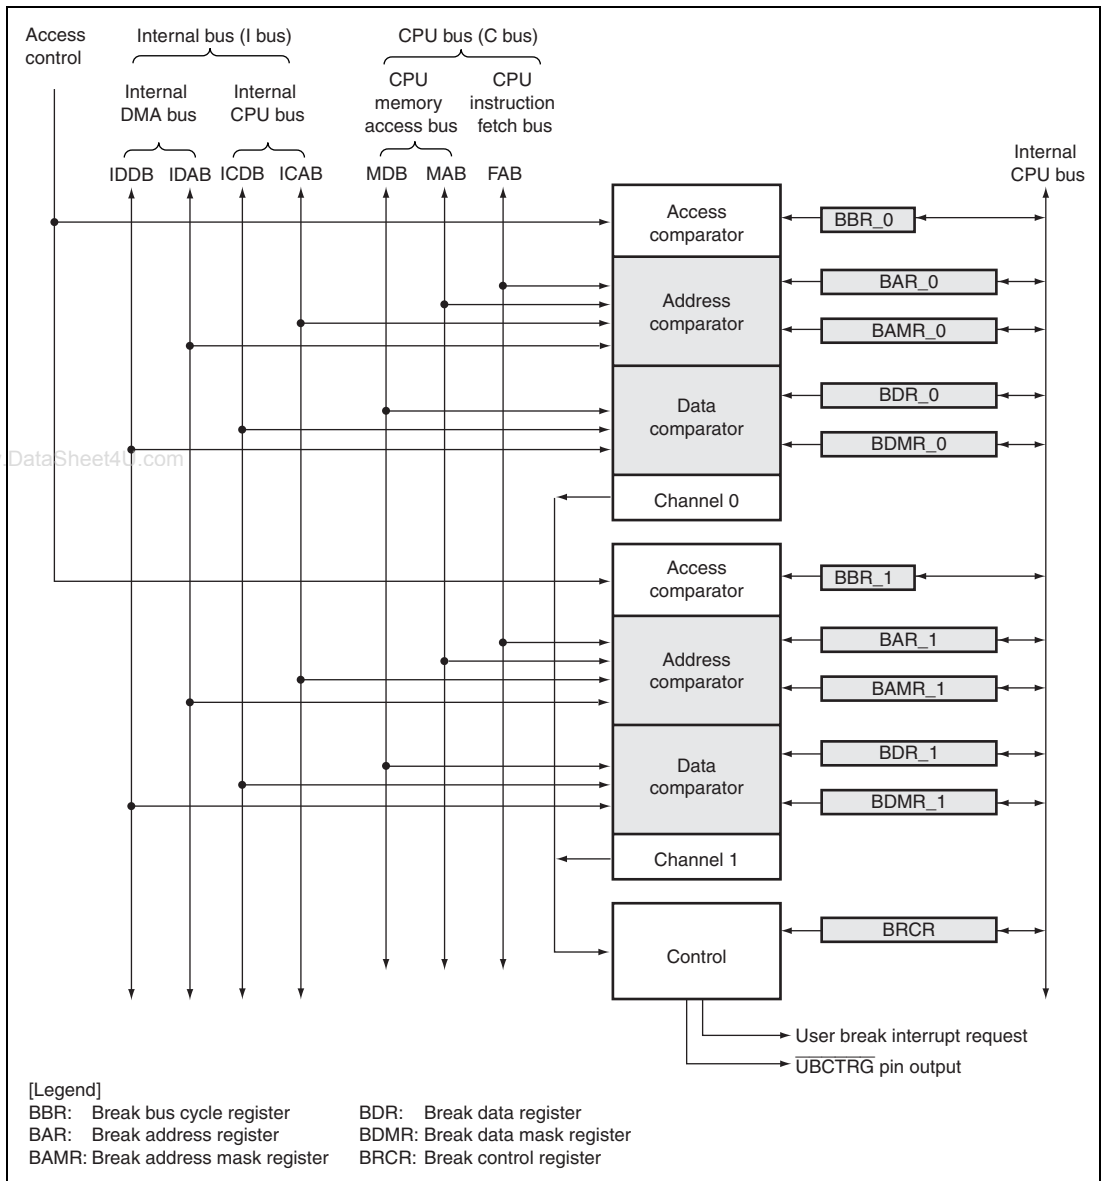 Access
control
Internal bus (I bus)
CPU bus (C bus)
Internal
DMA bus
Internal
CPU bus
CPU
memory
access bus
CPU
instruction
fetch bus
Internal
CPU bus
IDDB IDAB ICDB ICAB MDB MAB FAB
Access
comparator
BBR_0
Address
comparator
BAR_0
BAMR_0
Data
comparator
BDR_0
BDMR_0
.DataSheet4U.com
Channel 0
Access
comparator
BBR_1
Address
comparator
BAR_1
BAMR_1
Data
comparator
BDR_1
BDMR_1
Channel 1
Control
BRCR
User break interrupt request
UBCTRG pin output
[Legend]
BBR: Break bus cycle register
BAR: Break address register
BAMR: Break address mask register
BDR: Break data register
BDMR: Break data mask register
BRCR: Break control register